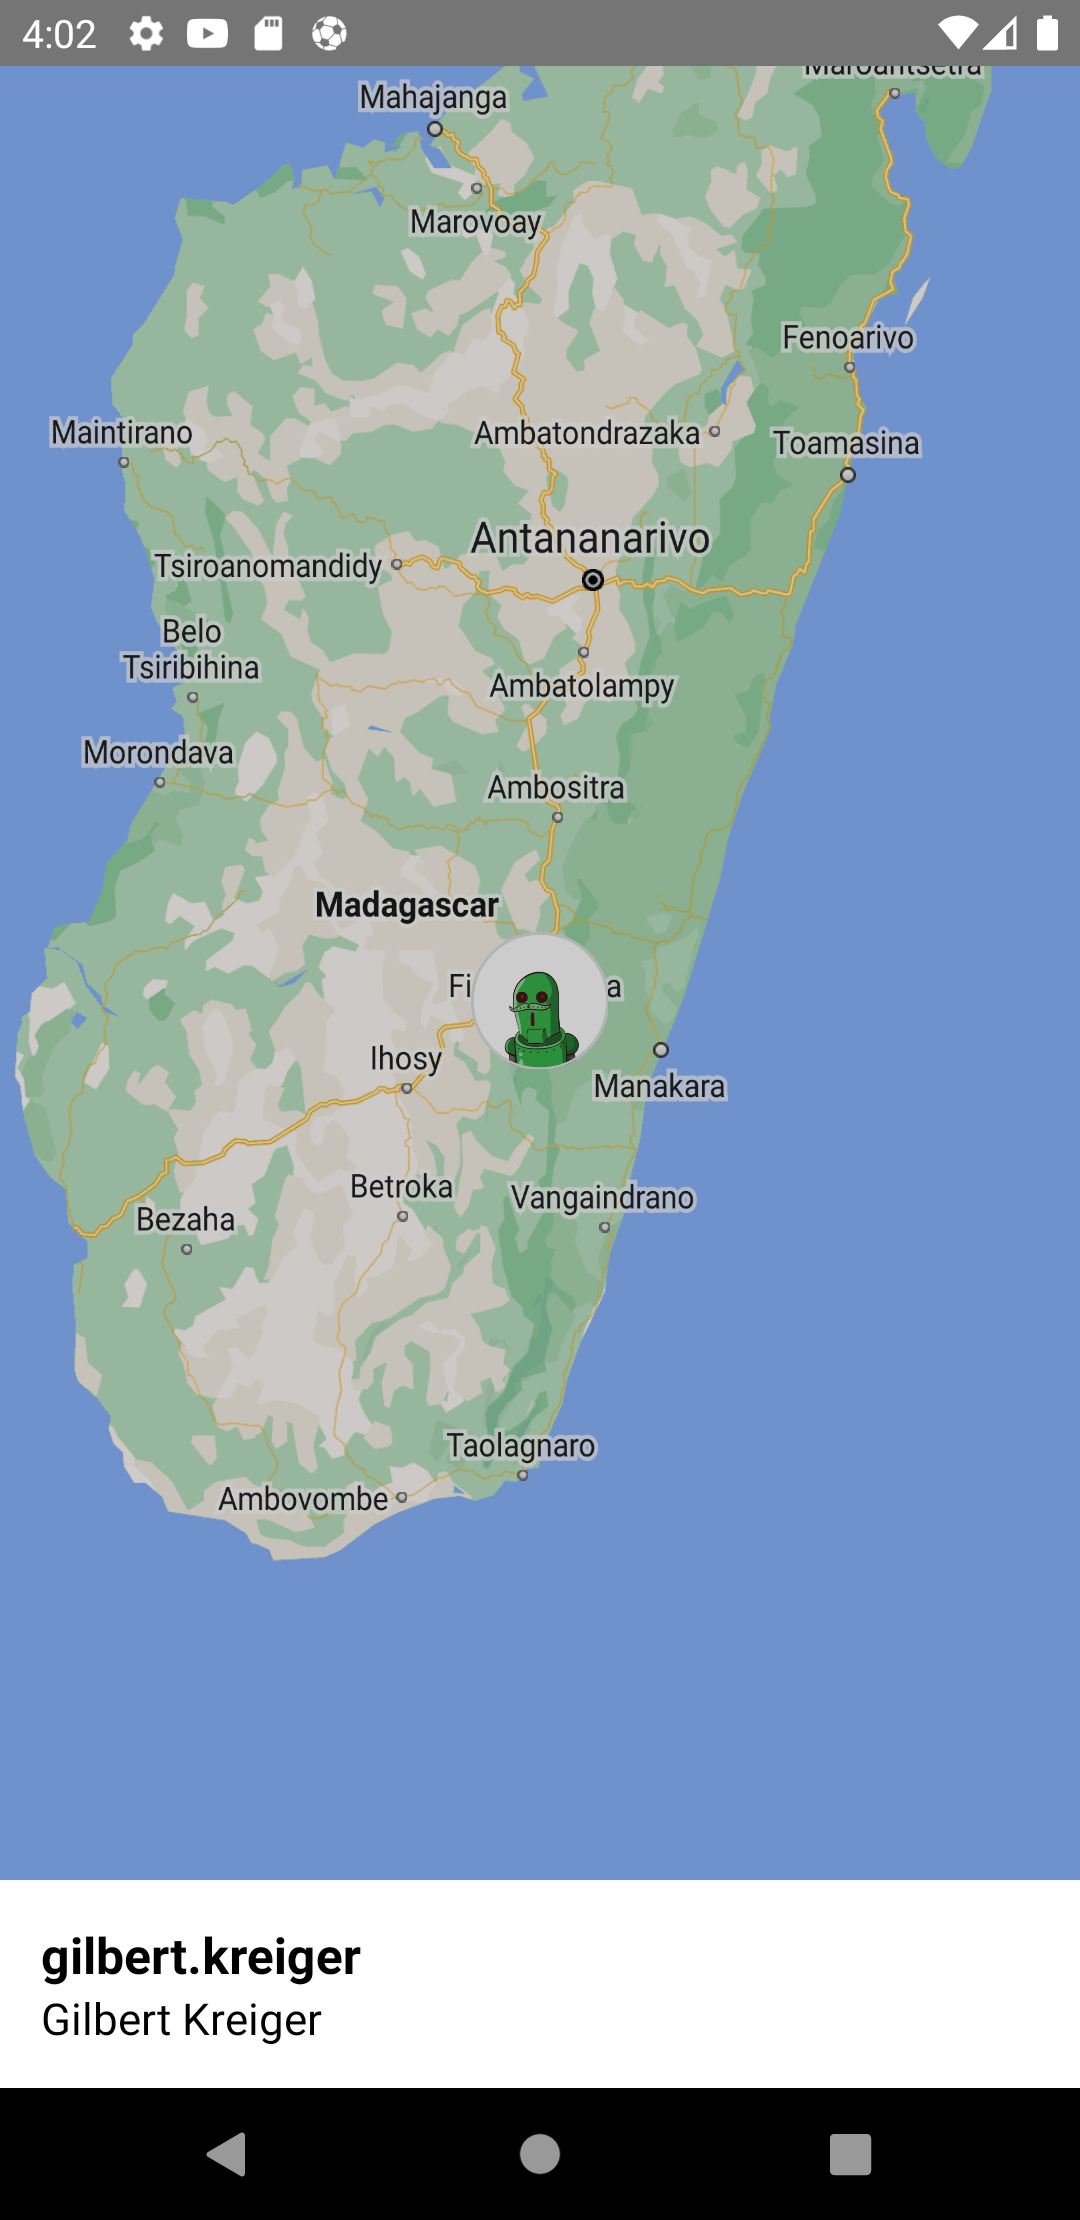 4:02
Maroantsetra
Mahajanga
Marovoay
Fenoarivo
Maintirano
Ambatondrazaka
Toamasina
Antananarivo
Tsiroanomandidy
Belo
Tsiribihina
Ambatolampy
Morondava
Ambositra
Madagascar
Fi
a
Ihosy
Manakara
Betroka
Vangaindrano
Bezaha
Taolagnaro
Ambovombe
gilbert.kreiger
Gilbert Kreiger